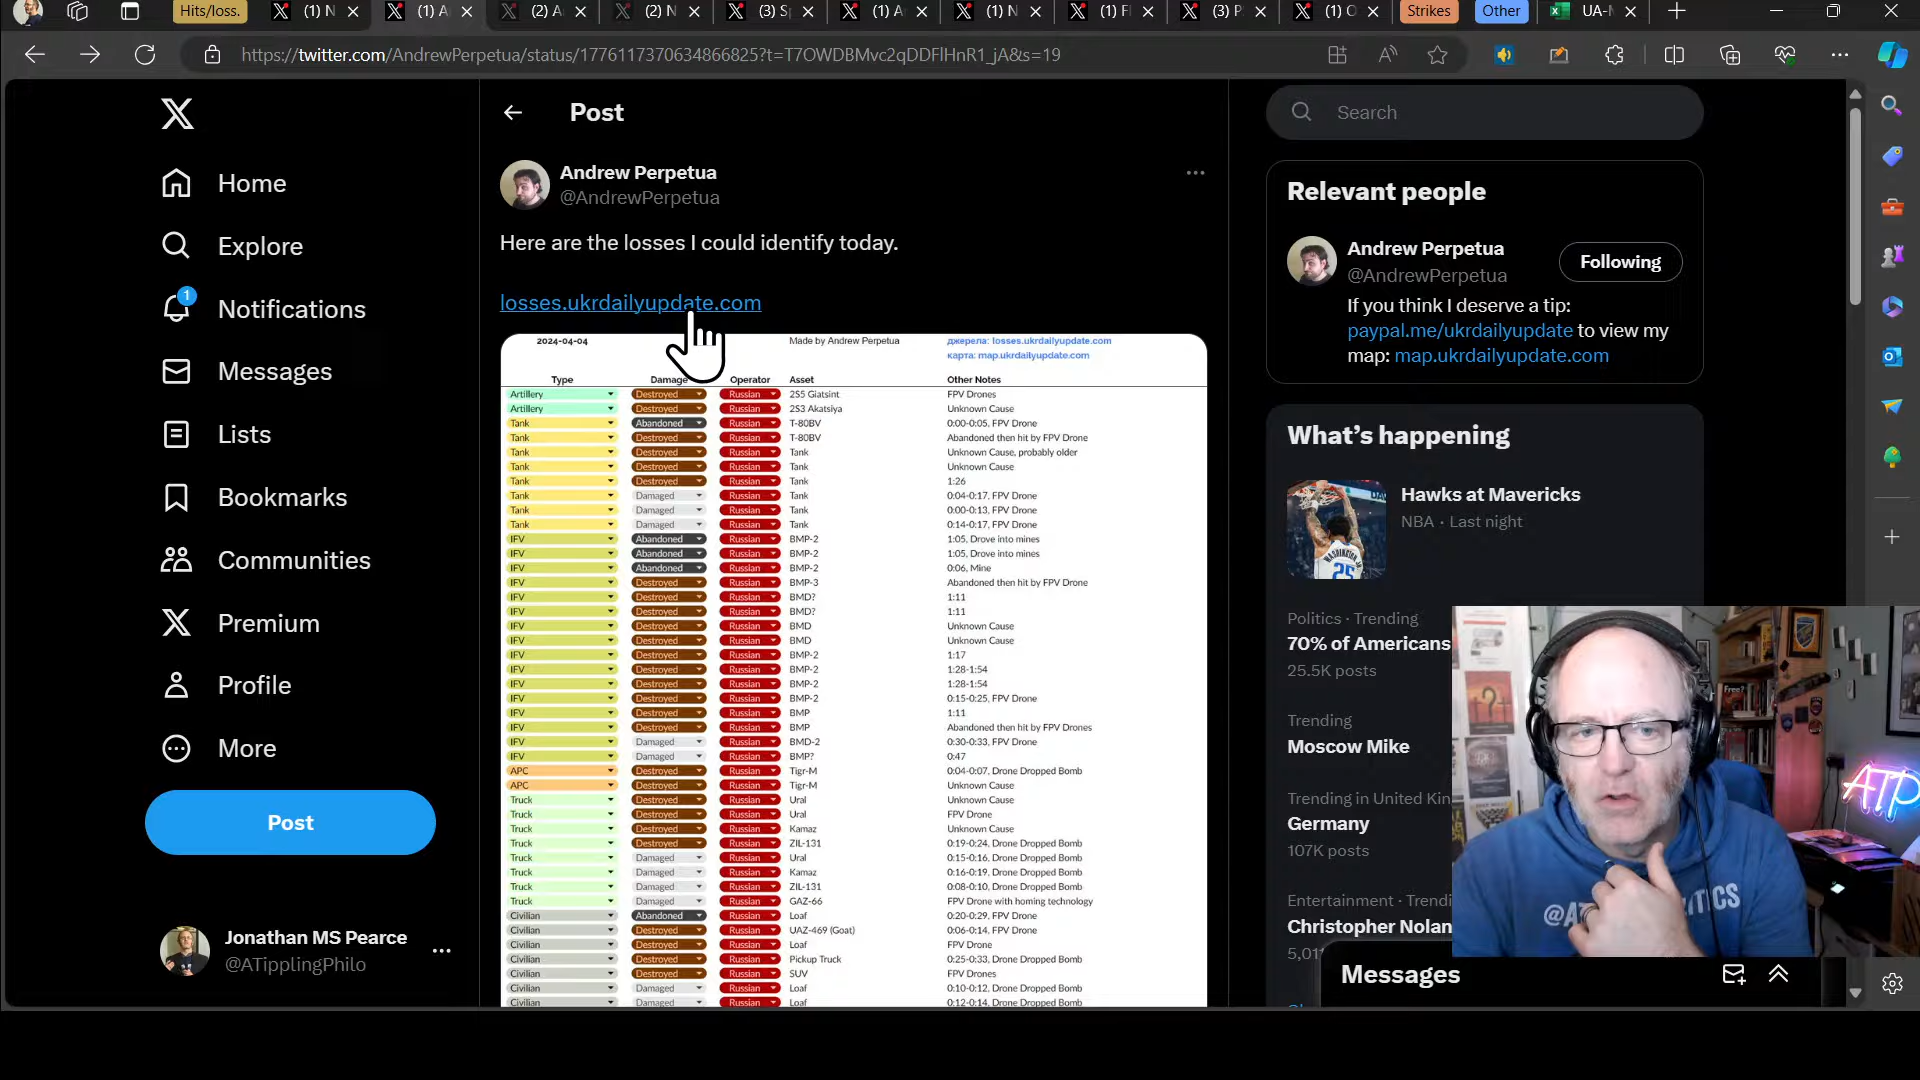 Hits/loss.
(1) N
(1) A
(2) A
(2) N
(3) S
(1) A
(1) N
(1) F
(3) P
(1) O
Strikes
Other
UA-
https://twitter.com/AndrewPerpetua/status/1776117370634866825?t=T7OWDBMvc2qDDFlHnR1_jA&s=19
Home
Explore
1
Notifications
Messages
Lists
Bookmarks
Communities
Premium
Profile
More
Post
Jonathan MS Pearce
@ATipplingPhilo
Post
Andrew Perpetua
@AndrewPerpetua
Here are the losses I could identify today.
losses.ukrdailyupdate.com
2024-04-04 Made by Andrew Perpetua джерела: losses.ukrdailyupdate.com
карта: map.ukrdailyupdate.com
Type Damage Operator Asset Other Notes
Artillery Destroyed Russian 2S5 Giatsint FPV Drones
Artillery Destroyed Russian 2S3 Akatsiya Unknown Cause
Tank Abandoned Russian T-80BV 0:00-0:05, FPV Drone
Tank Destroyed Russian T-80BV Abandoned then hit by FPV Drone
Tank Destroyed Russian Tank Unknown Cause, probably older
Tank Destroyed Russian Tank Unknown Cause
Tank Destroyed Russian Tank 1:26
Tank Damaged Russian Tank 0:04-0:17, FPV Drone
Tank Damaged Russian Tank 0:00-0:13, FPV Drone
Tank Damaged Russian Tank 0:14-0:17, FPV Drone
IFV Abandoned Russian BMP-2 1:05, Drove into mines
IFV Abandoned Russian BMP-2 1:05, Drove into mines
IFV Abandoned Russian BMP-2 0:06, Mine
IFV Destroyed Russian BMP-3 Abandoned then hit by FPV Drone
IFV Destroyed Russian BMD? 1:11
IFV Destroyed Russian BMD? 1:11
IFV Destroyed Russian BMD Unknown Cause
IFV Destroyed Russian BMD Unknown Cause
IFV Destroyed Russian BMP-2 1:17
IFV Destroyed Russian BMP-2 1:28-1:54
IFV Destroyed Russian BMP-2 1:28-1:54
IFV Destroyed Russian BMP-2 0:15-0:25, FPV Drone
IFV Destroyed Russian BMP 1:11
IFV Destroyed Russian BMP Abandoned then hit by FPV Drones
IFV Damaged Russian BMD-2 0:30-0:33, FPV Drone
IFV Damaged Russian BMP? 0:47
APC Destroyed Russian Tigr-M 0:04-0:07, Drone Dropped Bomb
APC Destroyed Russian Tigr-M Unknown Cause
Truck Destroyed Russian Ural Unknown Cause
Truck Destroyed Russian Ural FPV Drone
Truck Destroyed Russian Kamaz Unknown Cause
Truck Destroyed Russian ZIL-131 0:19-0:24, Drone Dropped Bomb
Truck Damaged Russian Ural 0:15-0:16, Drone Dropped Bomb
Truck Damaged Russian Kamaz 0:16-0:19, Drone Dropped Bomb
Truck Damaged Russian ZIL-131 0:08-0:10, Drone Dropped Bomb
Truck Damaged Russian GAZ-66 FPV Drone with homing technology
Civilian Abandoned Russian Loaf 0:20-0:29, FPV Drone
Civilian Destroyed Russian UAZ-469 (Goat) 0:06-0:14, FPV Drone
Civilian Destroyed Russian Loaf FPV Drone
Civilian Destroyed Russian Pickup Truck 0:25-0:33, Drone Dropped Bomb
Civilian Destroyed Russian SUV FPV Drones
Civilian Damaged Russian Loaf 0:10-0:12, Drone Dropped Bomb
Civilian Damaged Russian Loaf 0:12-0:14, Drone Dropped Bomb
Search
Relevant people
Andrew Perpetua
@AndrewPerpetua
Following
If you think I deserve a tip:
paypal.me/ukrdailyupdate to view my
map: map.ukrdailyupdate.com
What's happening
Hawks at Mavericks
NBA · Last night
WASHINGTON JR.
25
Politics · Trending
70% of Americans
25.5K posts
Trending
Moscow Mike
Trending in United Kin
Germany
107K posts
Entertainment · Trendi
Christopher Nolan
5,01
Messages
Free?
ATP